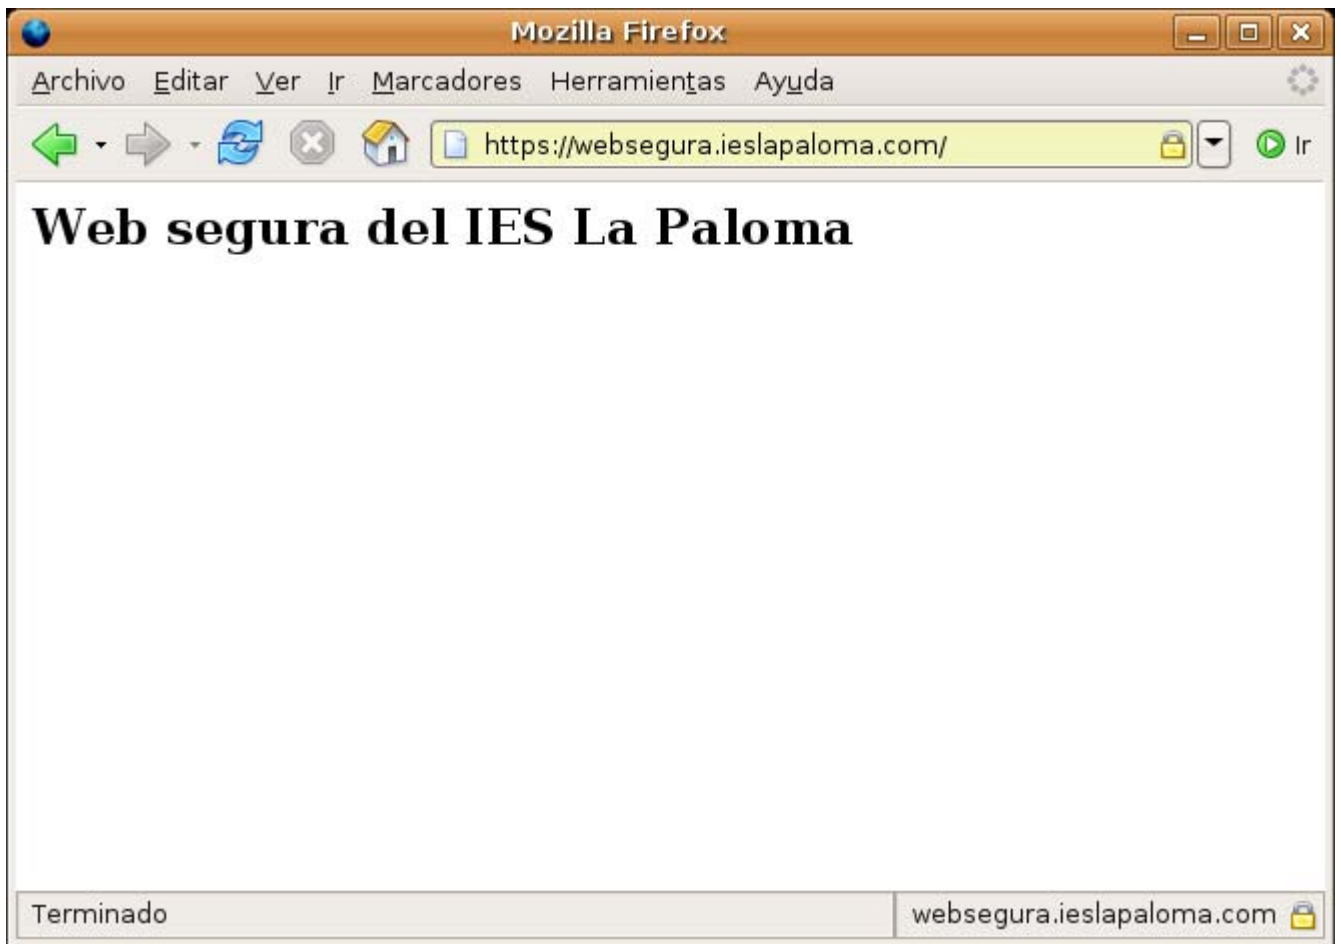 Mozilla Firefox
Archivo Editar Ver Ir Marcadores Herramientas Ayuda
https://websegura.ieslapaloma.com/ Ir
Web segura del IES La Paloma
Terminado websegura.ieslapaloma.com